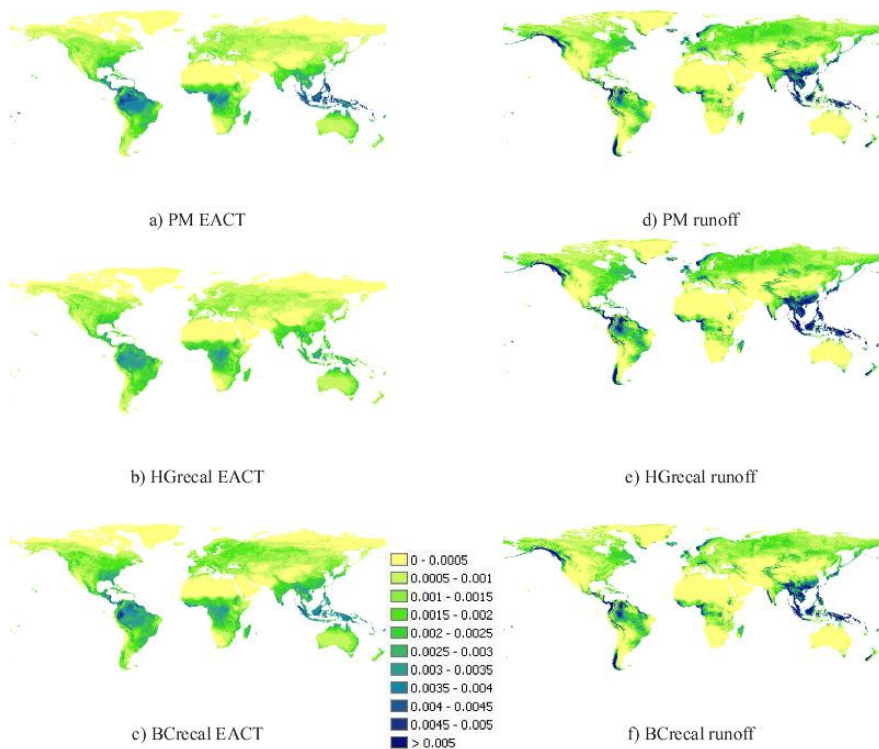 a) PM EACT
d) PM runoff
b) HGrecal EACT
e) HGrecal runoff
0 - 0.0005
0.0005 - 0.001
0.001 - 0.0015
0.0015 - 0.002
0.002 - 0.0025
0.0025 - 0.003
0.003 - 0.0035
0.0035 - 0.004
0.004 - 0.0045
0.0045 - 0.005
> 0.005
c) BCrecal EACT
f) BCrecal runoff